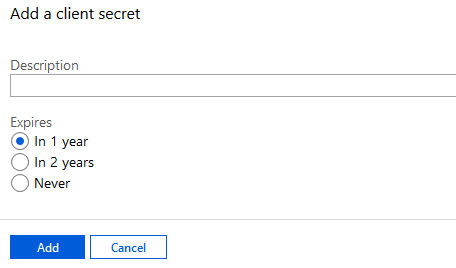 Add a client secret
Description
Expires
In 1 year
In 2 years
Never
Add Cancel